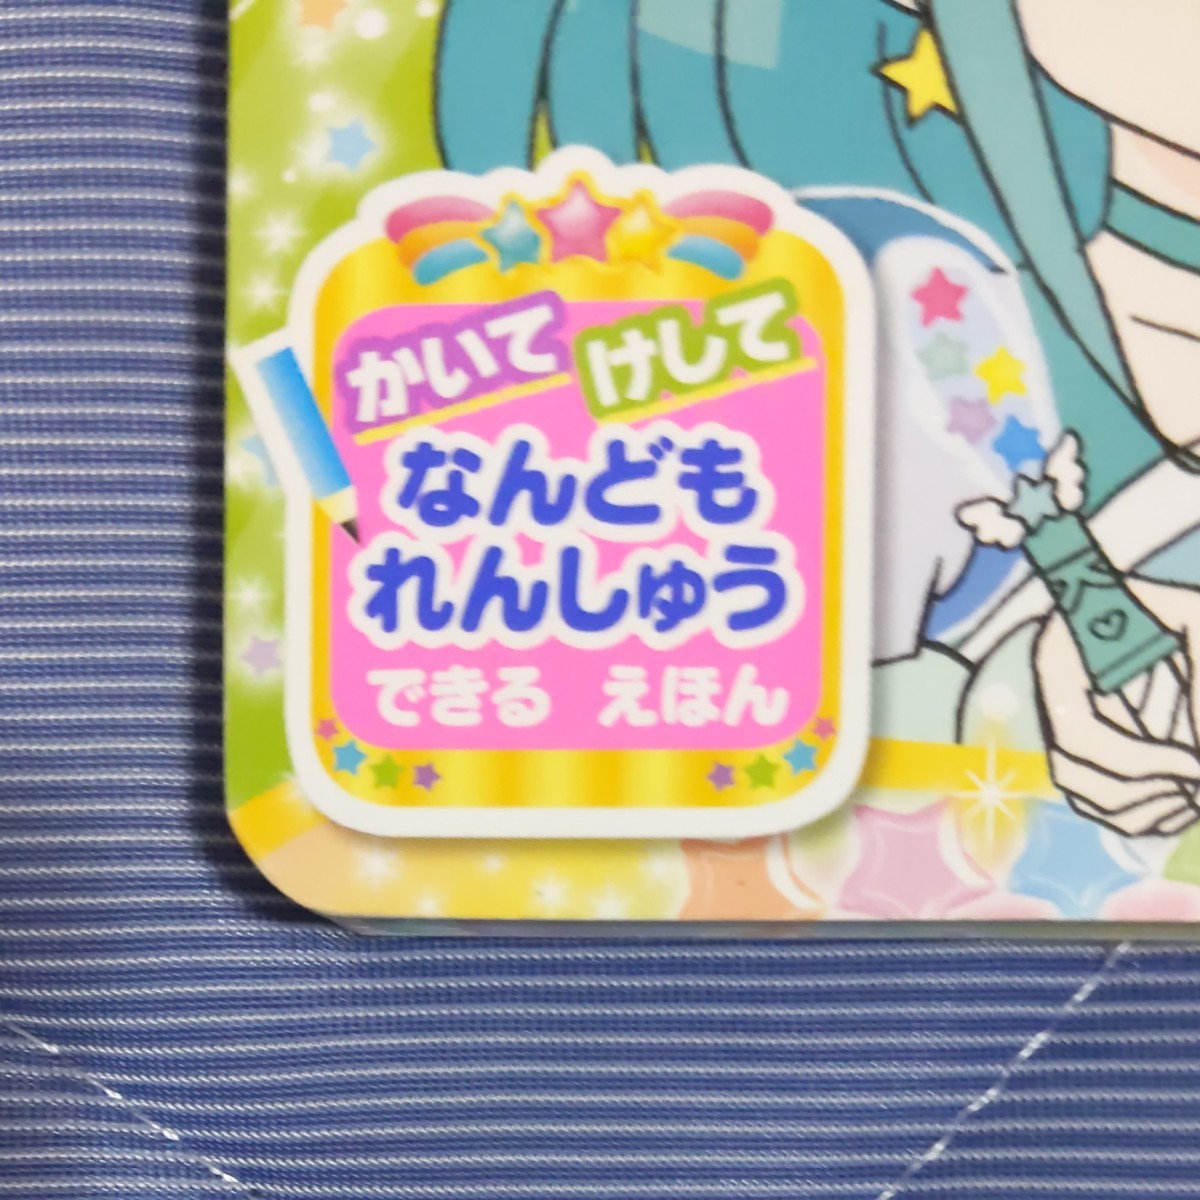 かいて けして
なんども
れんしゅう
できる えほん